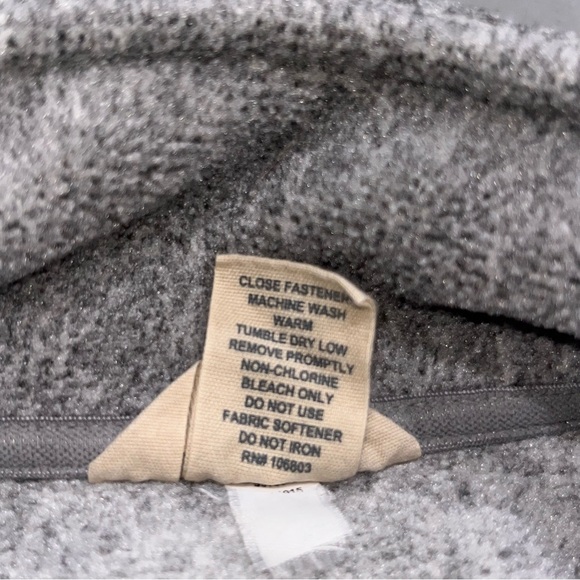 CLOSE FASTENER
MACHINE WASH
WARM
TUMBLE DRY LOW
REMOVE PROMPTLY
NON-CHLORINE
BLEACH ONLY
DO NOT USE
FABRIC SOFTENER
DO NOT IRON
RN# 106803